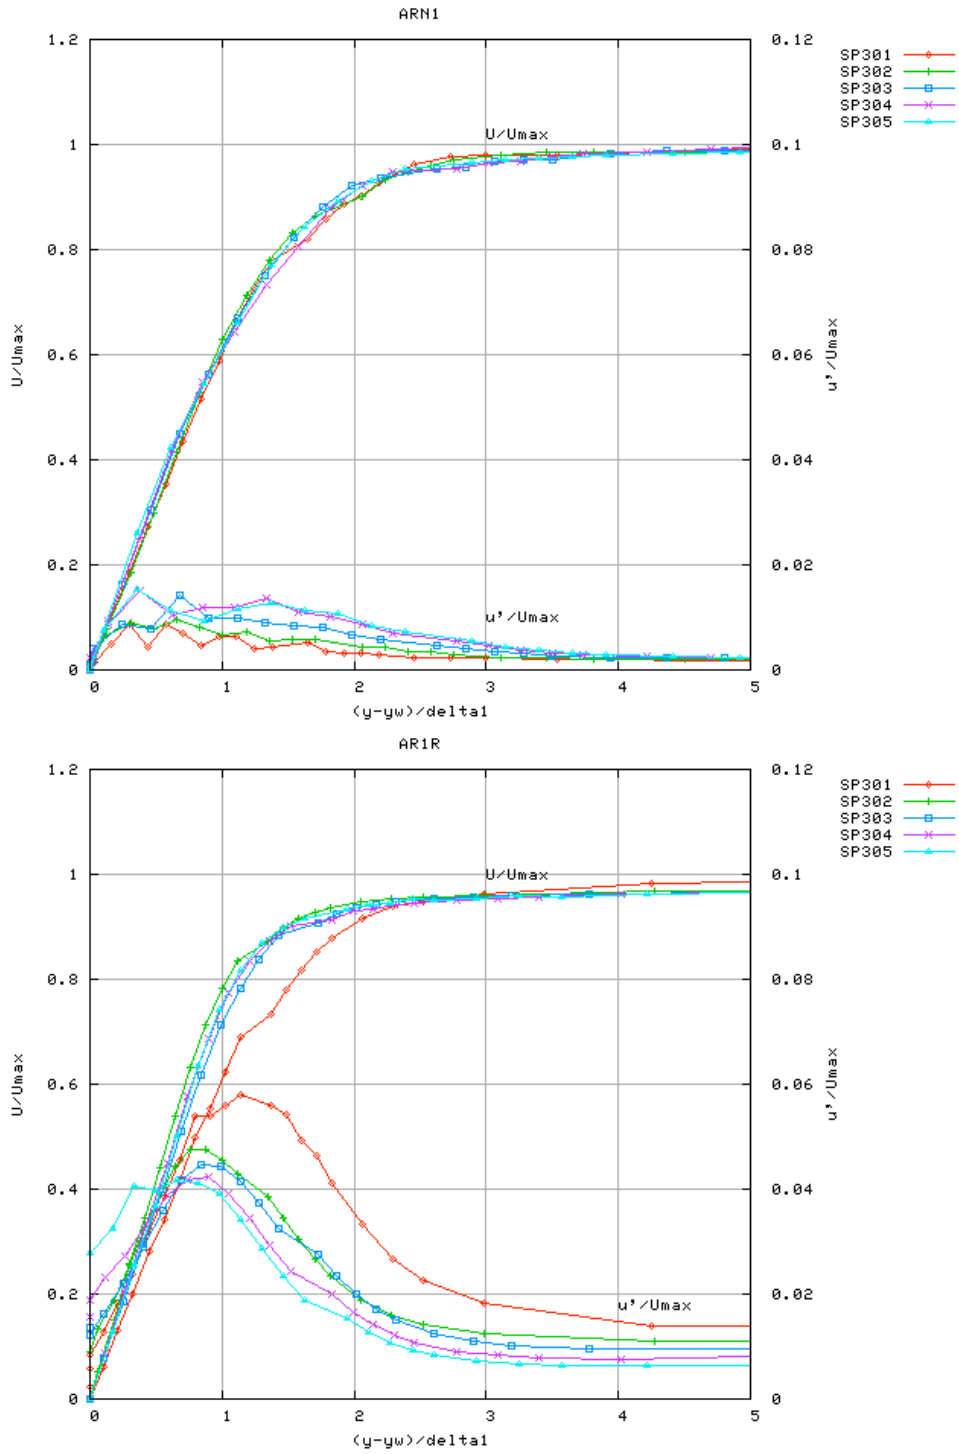 ARN1
1.2
0.12
SP301
SP302
SP303
SP304
SP305
U/Umax
1
0.1
0.8
0.08
U/Umax
0.6
0.06
u'/Umax
0.4
0.04
0.2
0.02
u'/Umax
0
0
0
1
2
3
4
5
(y-yw)/delta1
AR1R
1.2
0.12
SP301
SP302
SP303
SP304
SP305
U/Umax
1
0.1
0.8
0.08
U/Umax
0.6
0.06
u'/Umax
0.4
0.04
0.2
0.02
u'/Umax
0
0
0
1
2
3
4
5
(y-yw)/delta1